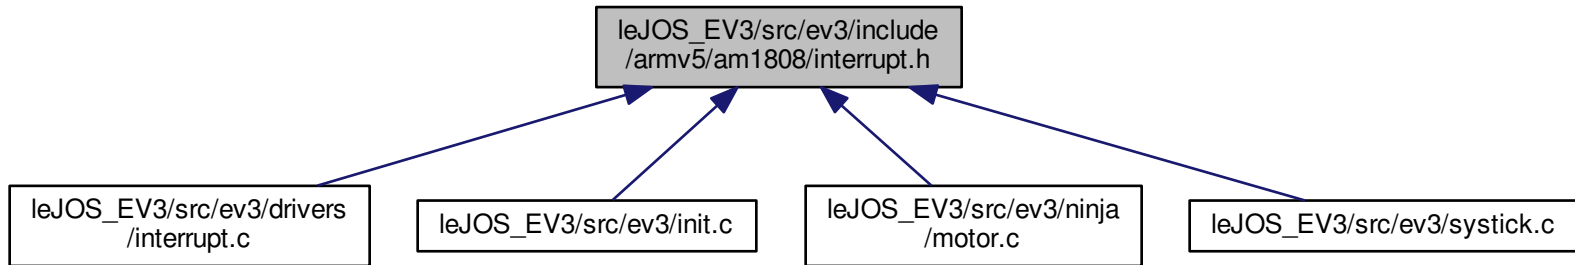 leJOS_EV3/src/ev3/include
/armv5/am1808/interrupt.h
leJOS_EV3/src/ev3/drivers
/interrupt.c
leJOS_EV3/src/ev3/init.c
leJOS_EV3/src/ev3/ninja
/motor.c
leJOS_EV3/src/ev3/systick.c